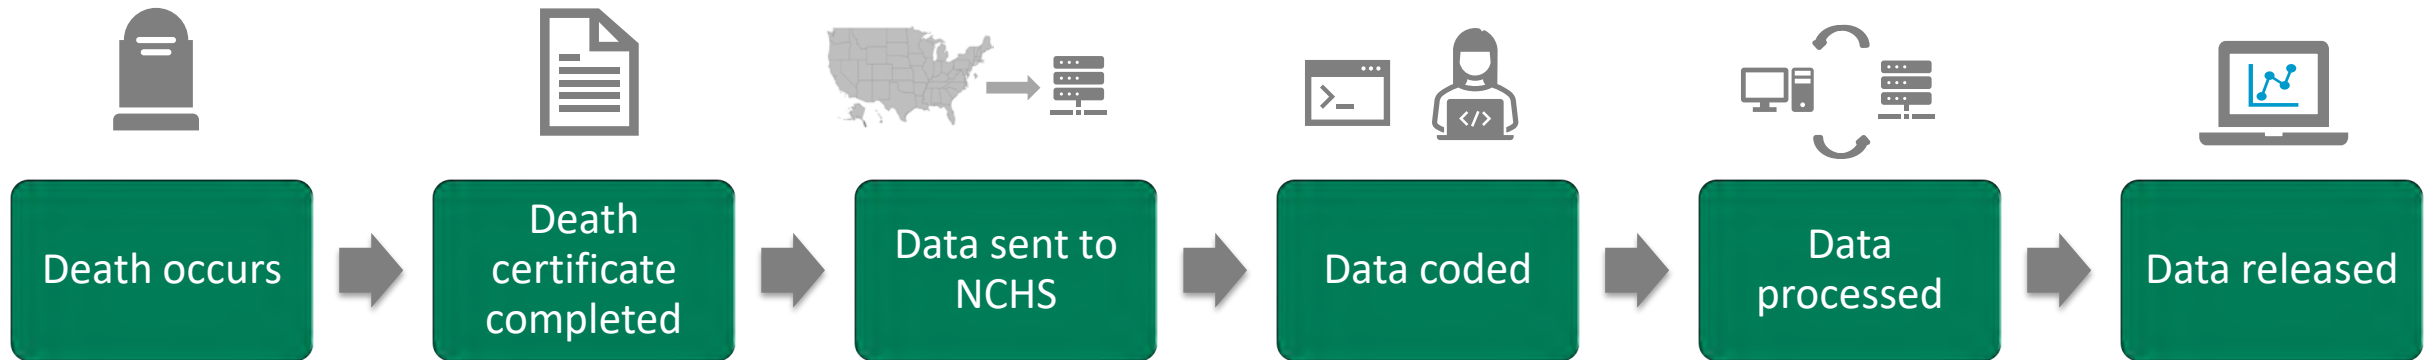 Death occurs
Death
certificate
completed
Data sent to
NCHS
Data coded
Data
processed
Data released